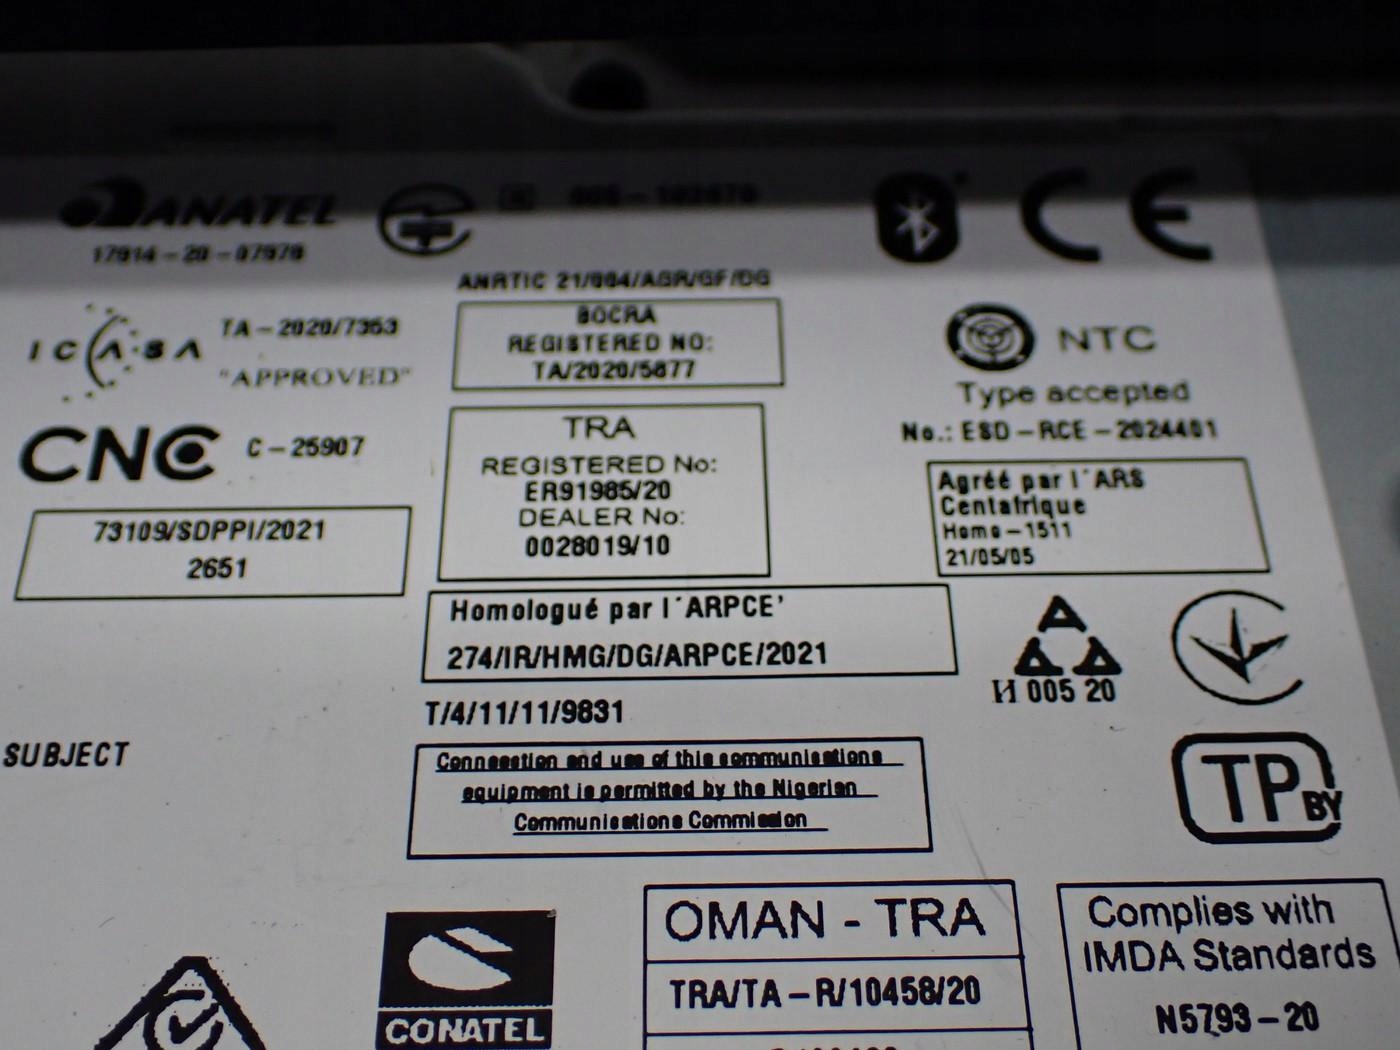 ANATEL
17914-20-07978
ANRTIC 21/004/AGR/GF/DG
ICASA TA-2020/7353
"APPROVED"
BOCRA
REGISTERED NO:
TA/2020/5877
NTC
Type accepted
No.: ESD-RCE-2024401
CNC C-25907
TRA
REGISTERED No:
ER91985/20
DEALER No:
0028019/10
Agréé par l'ARS
Centafrique
Homo-1511
21/05/05
73109/SDPPI/2021
2651
Homologué par l'ARPCE'
274/IR/HMG/DG/ARPCE/2021
AAA
И 005 20
T/4/11/11/9831
SUBJECT
Connection and use of this communications
equipment is permitted by the Nigerian
Communications Commission
TP BY
OMAN - TRA
TRA/TA-R/10458/20
Complies with
IMDA Standards
N5793-20
CONATEL